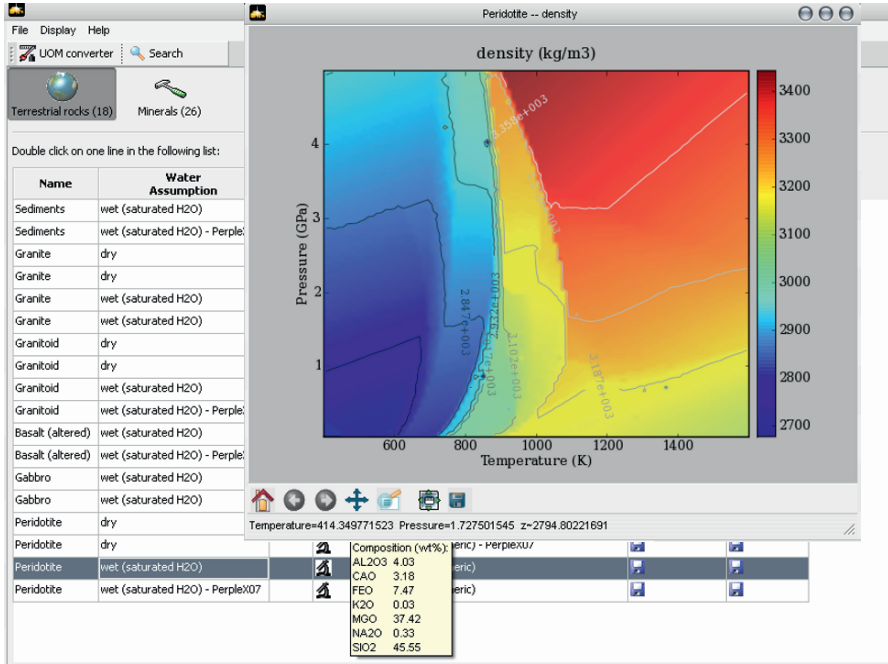 Peridotite -- density
File Display Help
UOM converter Search
Terrestrial rocks (18) Minerals (26)
Double click on one line in the following list:
Name Water Assumption
Sediments wet (saturated H2O)
Sediments wet (saturated H2O) - Perple
Granite dry
Granite dry
Granite wet (saturated H2O)
Granite wet (saturated H2O)
Granitoid dry
Granitoid dry
Granitoid wet (saturated H2O)
Granitoid wet (saturated H2O) - Perple
Basalt (altered) wet (saturated H2O)
Basalt (altered) wet (saturated H2O) - Perple
Gabbro wet (saturated H2O)
Gabbro wet (saturated H2O)
Peridotite dry
Peridotite dry
Peridotite wet (saturated H2O)
Peridotite wet (saturated H2O) - PerpleX07
density (kg/m3)
Pressure (GPa)
4
3
2
1
600 800 1000 1200 1400
Temperature (K)
3400
3300
3200
3100
3000
2900
2800
2700
3.358e+003
2.847e+003
3.102e+003
3.187e+003
Temperature=414.349771523 Pressure=1.727501545 z=2794.80221691
eric) - PerpleX07
eric)
eric)
Composition (wt%):
AL2O3 4.03
CAO 3.18
FEO 7.47
K2O 0.03
MGO 37.42
NA2O 0.33
SIO2 45.55